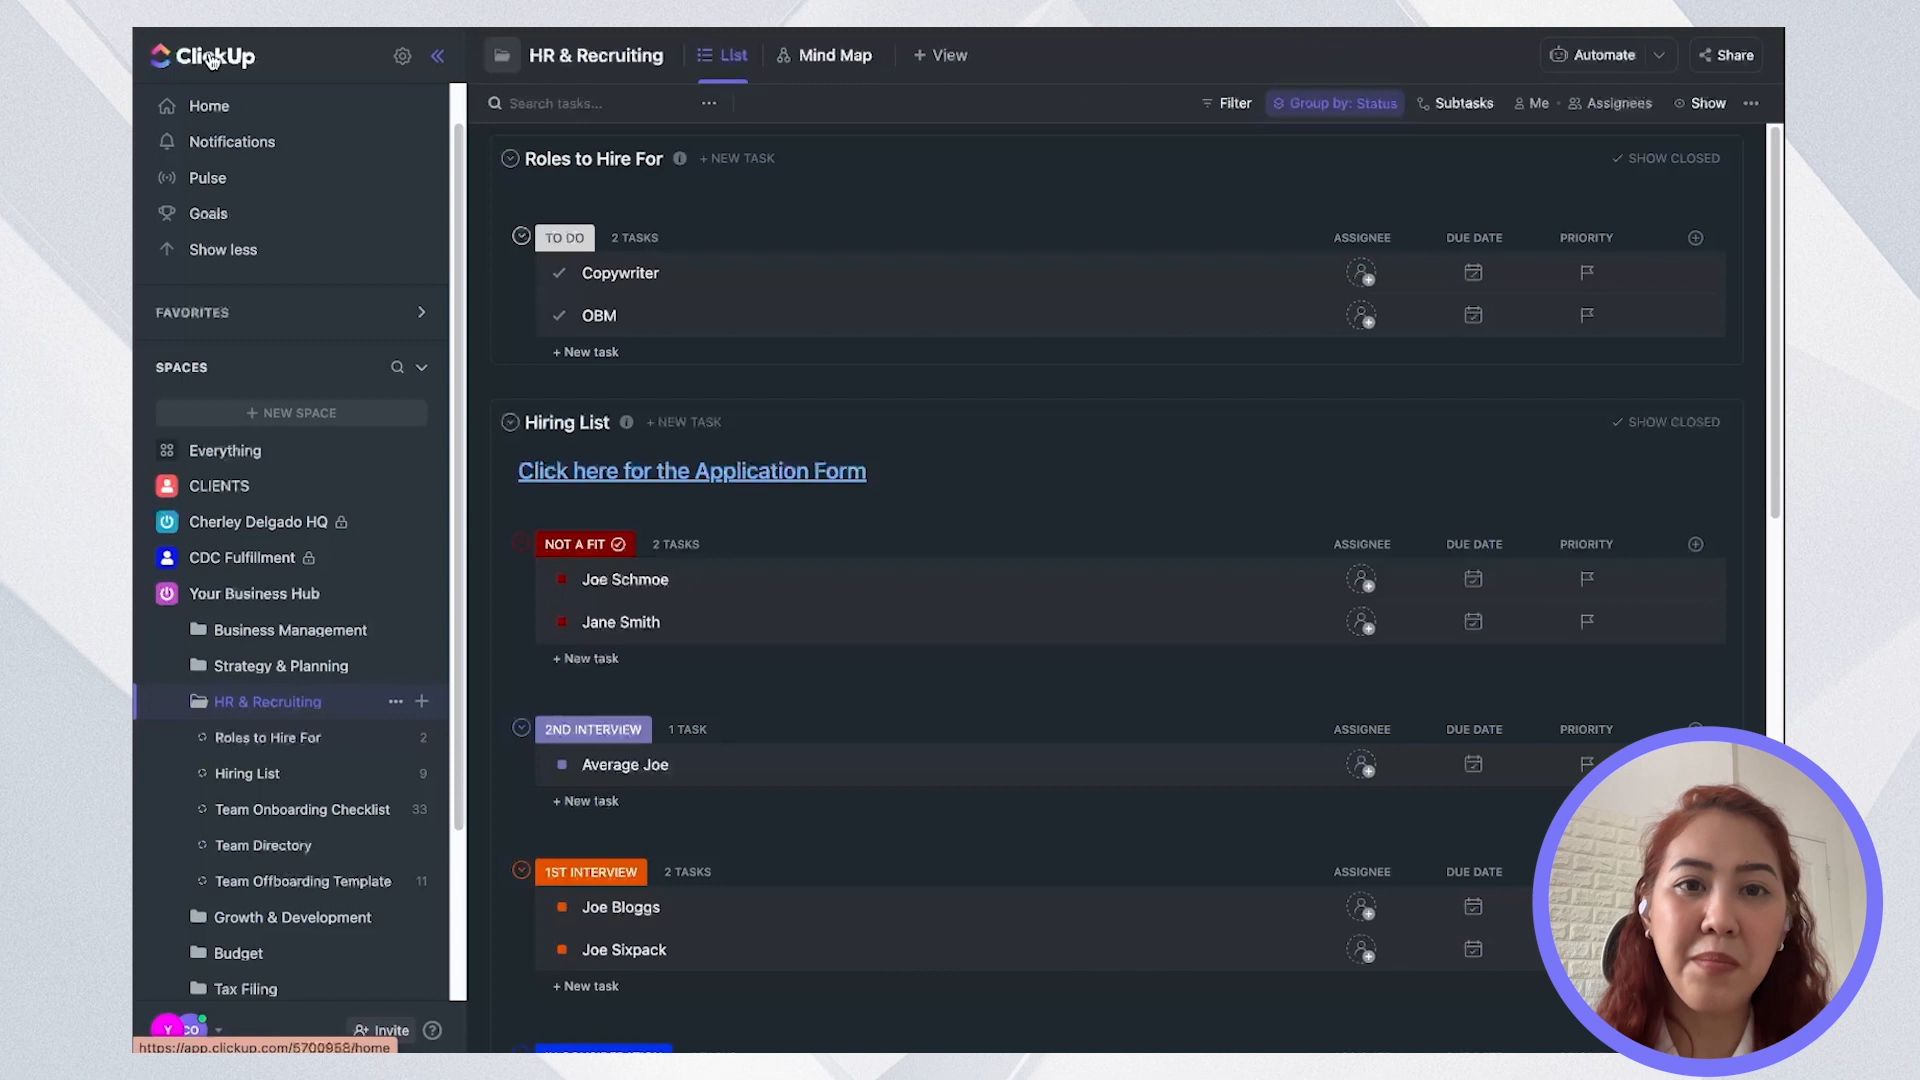 ClickUp
HR & Recruiting
List
Mind Map
+ View
Automate
Share
Home
Notifications
Pulse
Goals
Show less
FAVORITES
SPACES
+ NEW SPACE
Everything
CLIENTS
Cherley Delgado HQ
CDC Fulfillment
Your Business Hub
Business Management
Strategy & Planning
HR & Recruiting
Roles to Hire For 2
Hiring List 9
Team Onboarding Checklist 33
Team Directory
Team Offboarding Template 11
Growth & Development
Budget
Tax Filing
Y CO
Invite
https://app.clickup.com/5700958/home
Search tasks...
Filter
Group by: Status
Subtasks
Me
Assignees
Show
Roles to Hire For + NEW TASK SHOW CLOSED
TO DO 2 TASKS ASSIGNEE DUE DATE PRIORITY
Copywriter
OBM
+ New task
Hiring List + NEW TASK SHOW CLOSED
Click here for the Application Form
NOT A FIT 2 TASKS ASSIGNEE DUE DATE PRIORITY
Joe Schmoe
Jane Smith
+ New task
2ND INTERVIEW 1 TASK ASSIGNEE DUE DATE PRIORITY
Average Joe
+ New task
1ST INTERVIEW 2 TASKS ASSIGNEE DUE DATE
Joe Bloggs
Joe Sixpack
+ New task